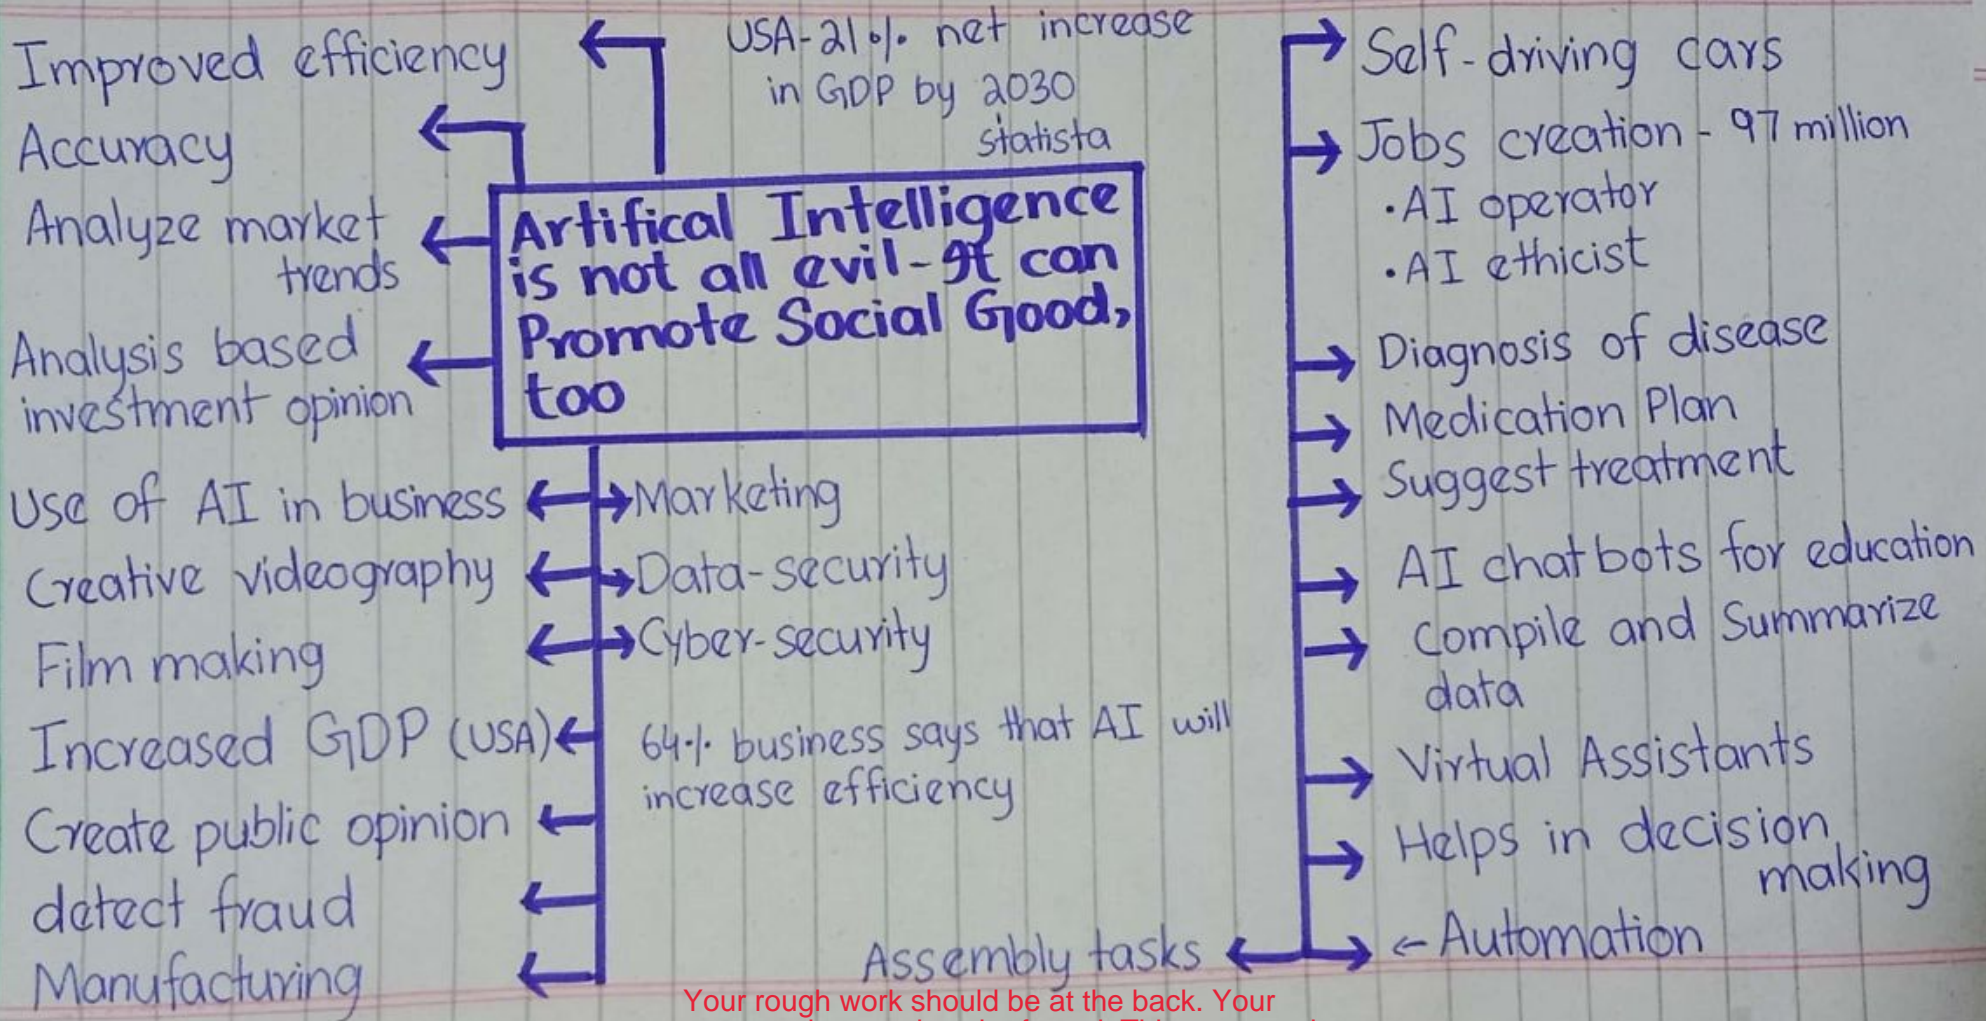 Improved efficiency
Accuracy
Analyze market
trends
Analysis based
investment opinion
USA-21% net increase
in GDP by 2030
statista
Artifical Intelligence
is not all evil-It can
Promote Social Good,
too
Use of AI in business
Creative videography
Film making
Increased GDP (USA)
Create public opinion
detect fraud
Manufacturing
Marketing
Data-security
Cyber-security
64% business says that AI will
increase efficiency
Self-driving cars
Jobs creation - 97 million
•AI operator
•AI ethicist
Diagnosis of disease
Medication Plan
Suggest treatment
AI chatbots for education
Compile and Summarize
data
Virtual Assistants
Helps in decision
making
←Automation
Assembly tasks
Your rough work should be at the back. Your